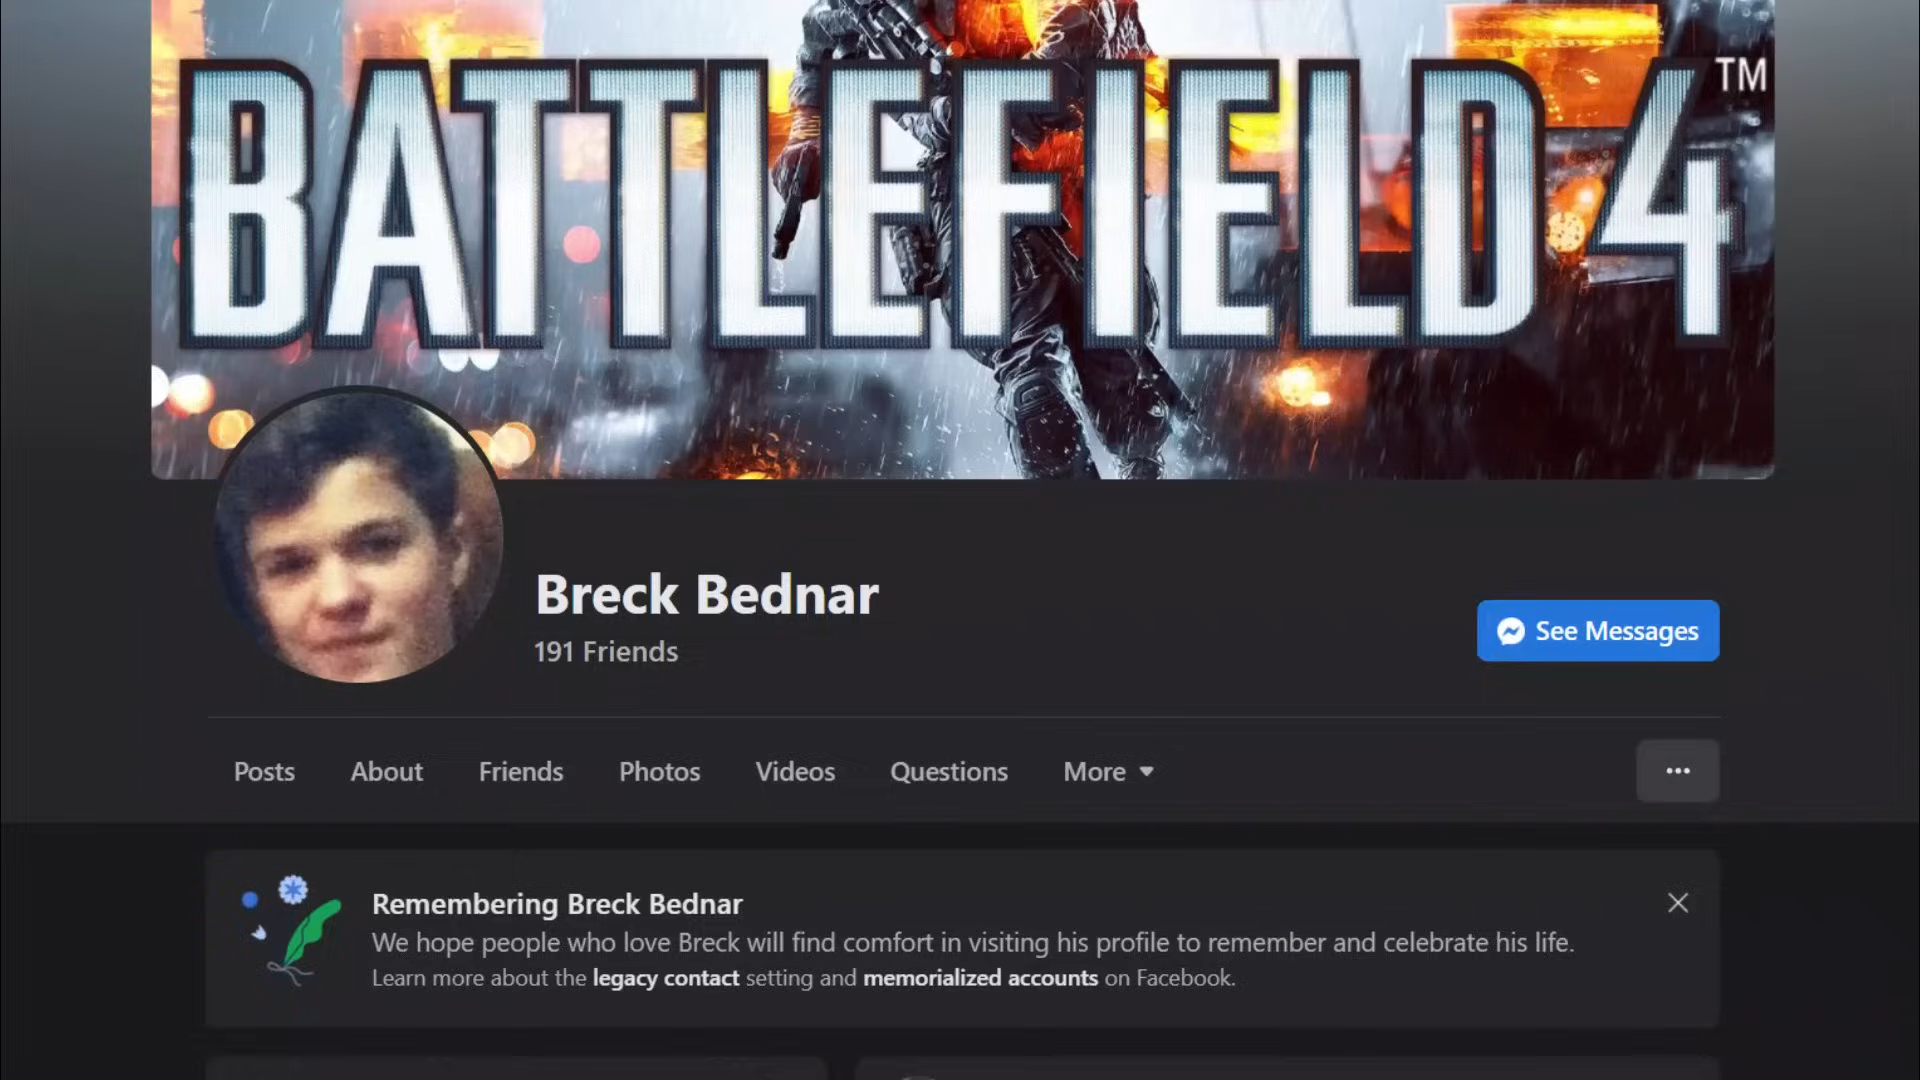 BATTLEFIELD 4™
Breck Bednar
191 Friends
See Messages
Posts About Friends Photos Videos Questions More
Remembering Breck Bednar
We hope people who love Breck will find comfort in visiting his profile to remember and celebrate his life.
Learn more about the legacy contact setting and memorialized accounts on Facebook.